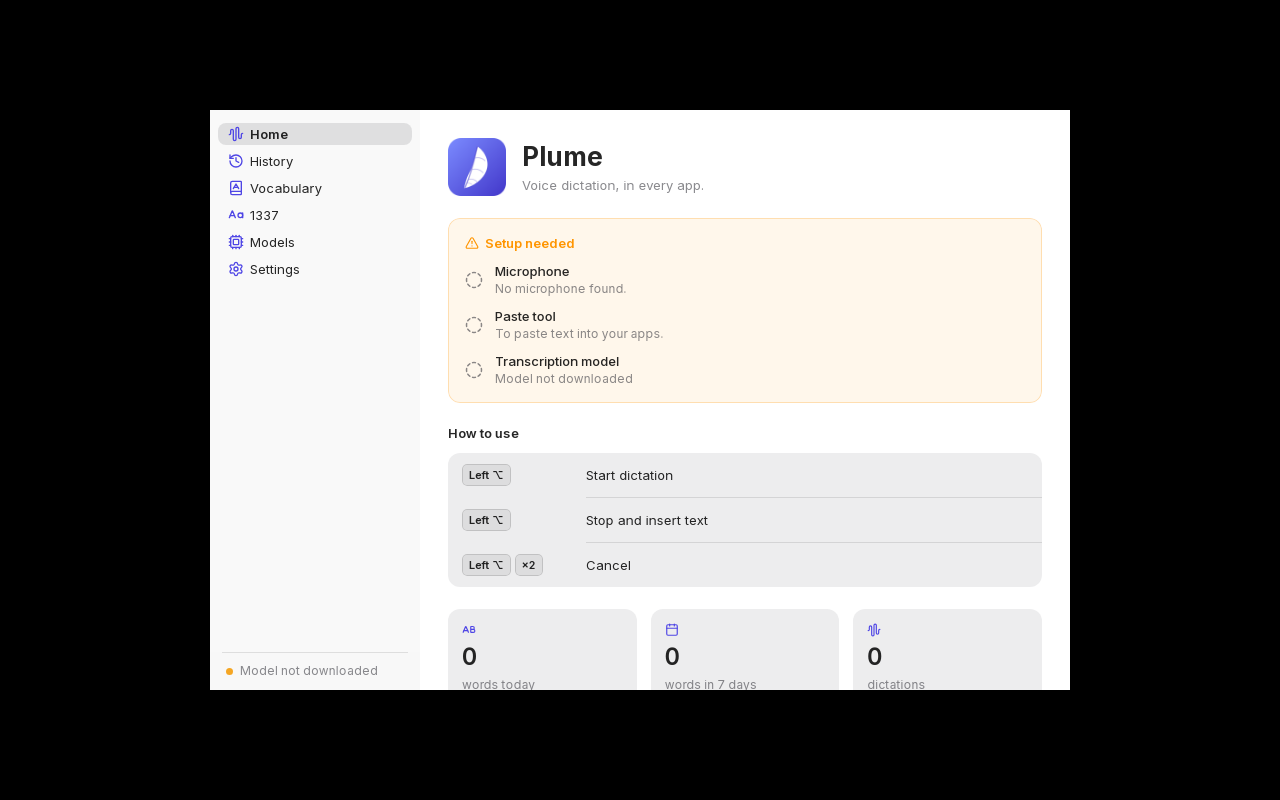 Home
History
Vocabulary
Aa 1337
Models
Settings
Model not downloaded
Plume
Voice dictation, in every app.
Setup needed
Microphone
No microphone found.
Paste tool
To paste text into your apps.
Transcription model
Model not downloaded
How to use
Left ⌥ Start dictation
Left ⌥ Stop and insert text
Left ⌥ ×2 Cancel
AB
0
words today
0
words in 7 days
0
dictations